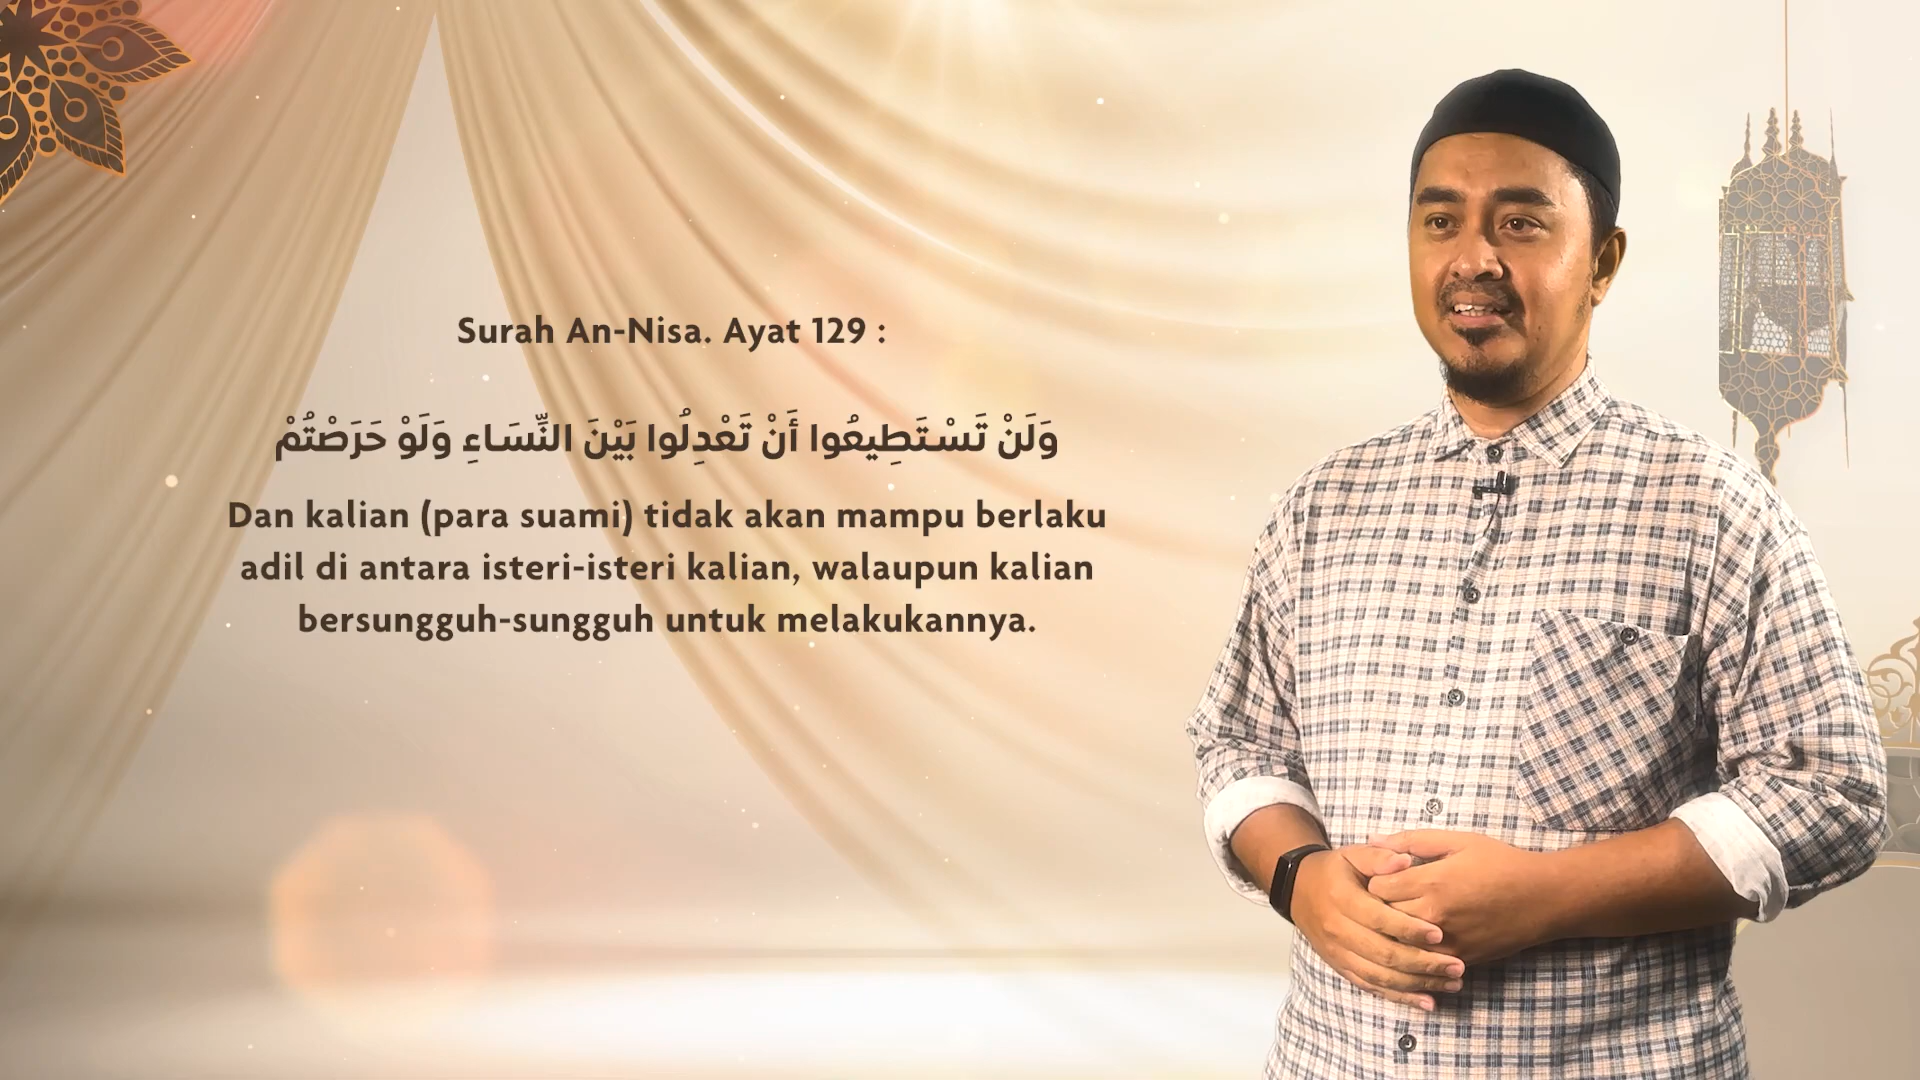 Surah An-Nisa. Ayat 129 :
وَلَنْ تَسْتَطِيعُوا أَنْ تَعْدِلُوا بَيْنَ النِّسَاءِ وَلَوْ حَرَصْتُمْ
Dan kalian (para suami) tidak akan mampu berlaku
adil di antara isteri-isteri kalian, walaupun kalian
bersungguh-sungguh untuk melakukannya.